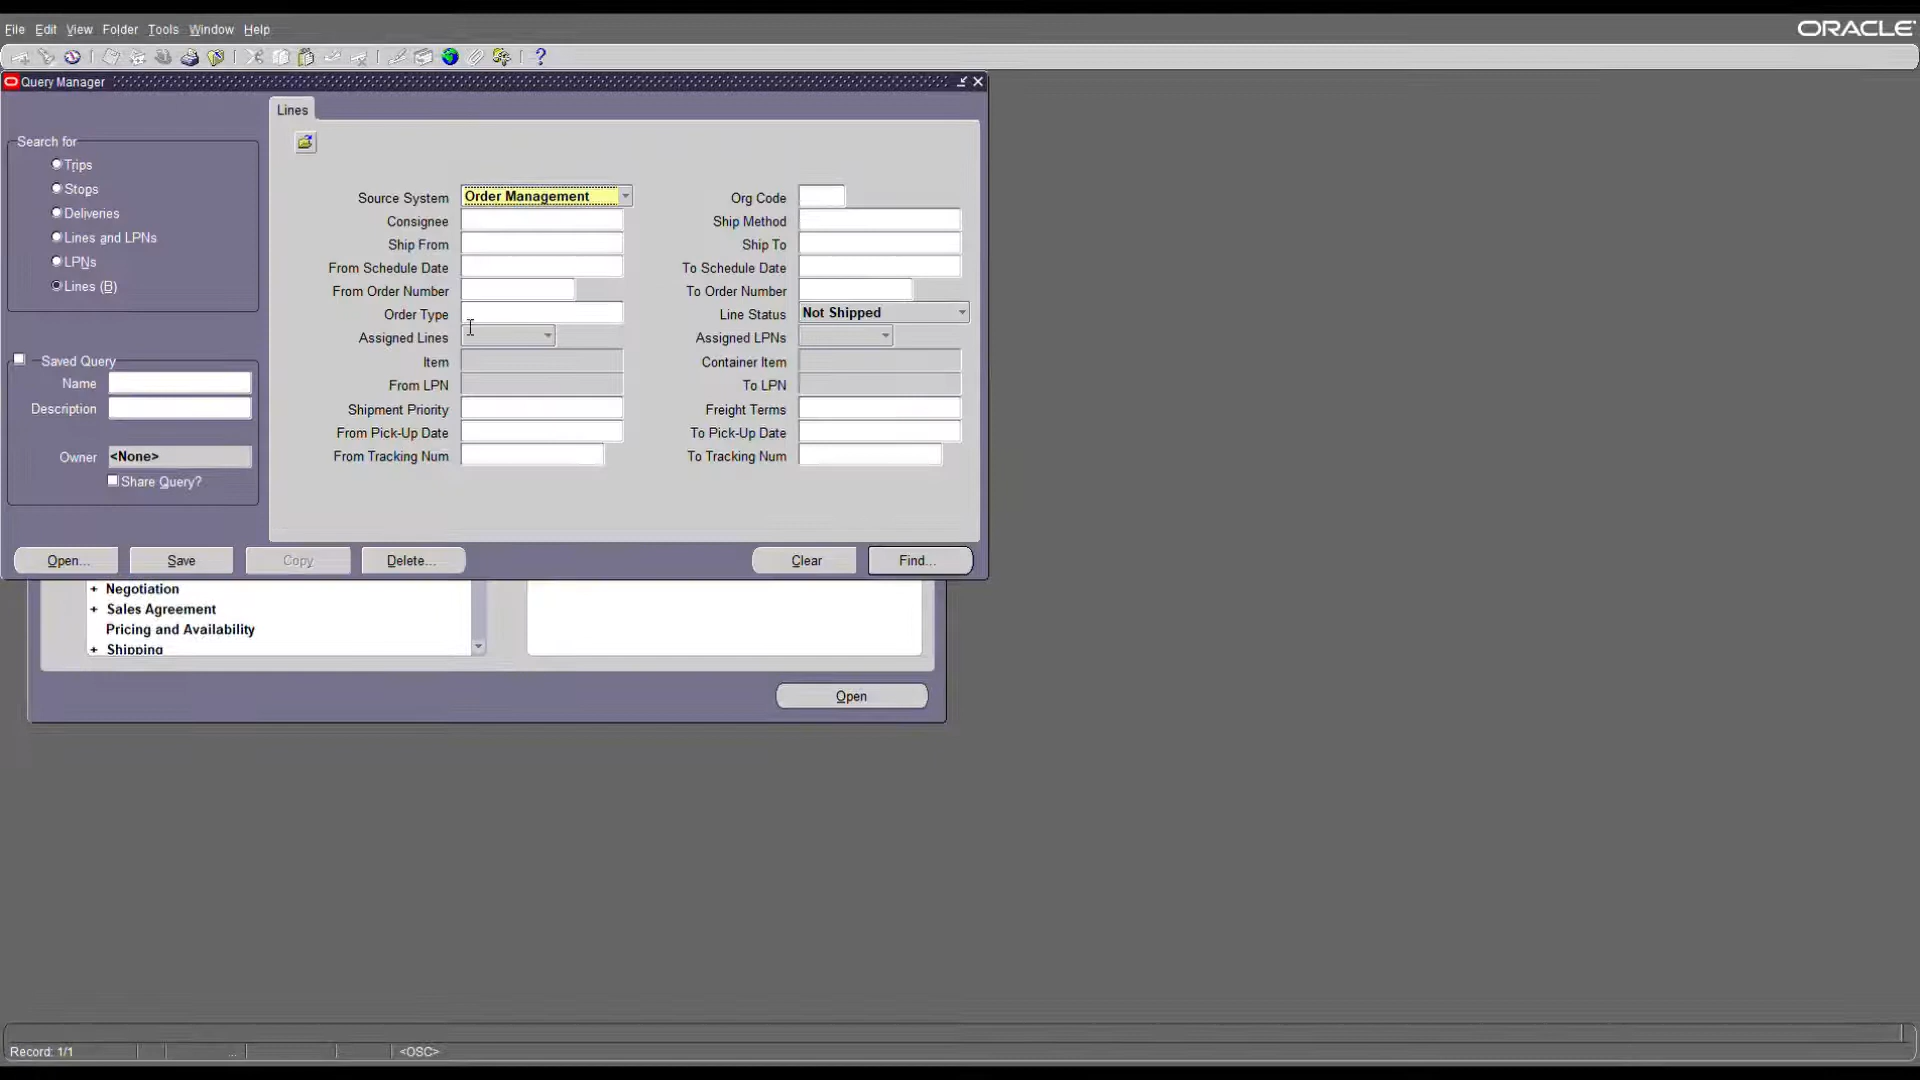 File Edit View Folder Tools Window Help
ORACLE
Query Manager
Lines
Search for
Trips
Stops
Deliveries
Lines and LPNs
LPNs
Lines (B)
Saved Query
Name
Description
Owner <None>
Share Query?
Source System Order Management Org Code
Consignee Ship Method
Ship From Ship To
From Schedule Date To Schedule Date
From Order Number To Order Number
Order Type Line Status Not Shipped
Assigned Lines Assigned LPNs
Item Container Item
From LPN To LPN
Shipment Priority Freight Terms
From Pick-Up Date To Pick-Up Date
From Tracking Num To Tracking Num
Open... Save Copy Delete... Clear Find...
+ Negotiation
+ Sales Agreement
Pricing and Availability
+ Shipping
Open
Record: 1/1 ... <OSC>